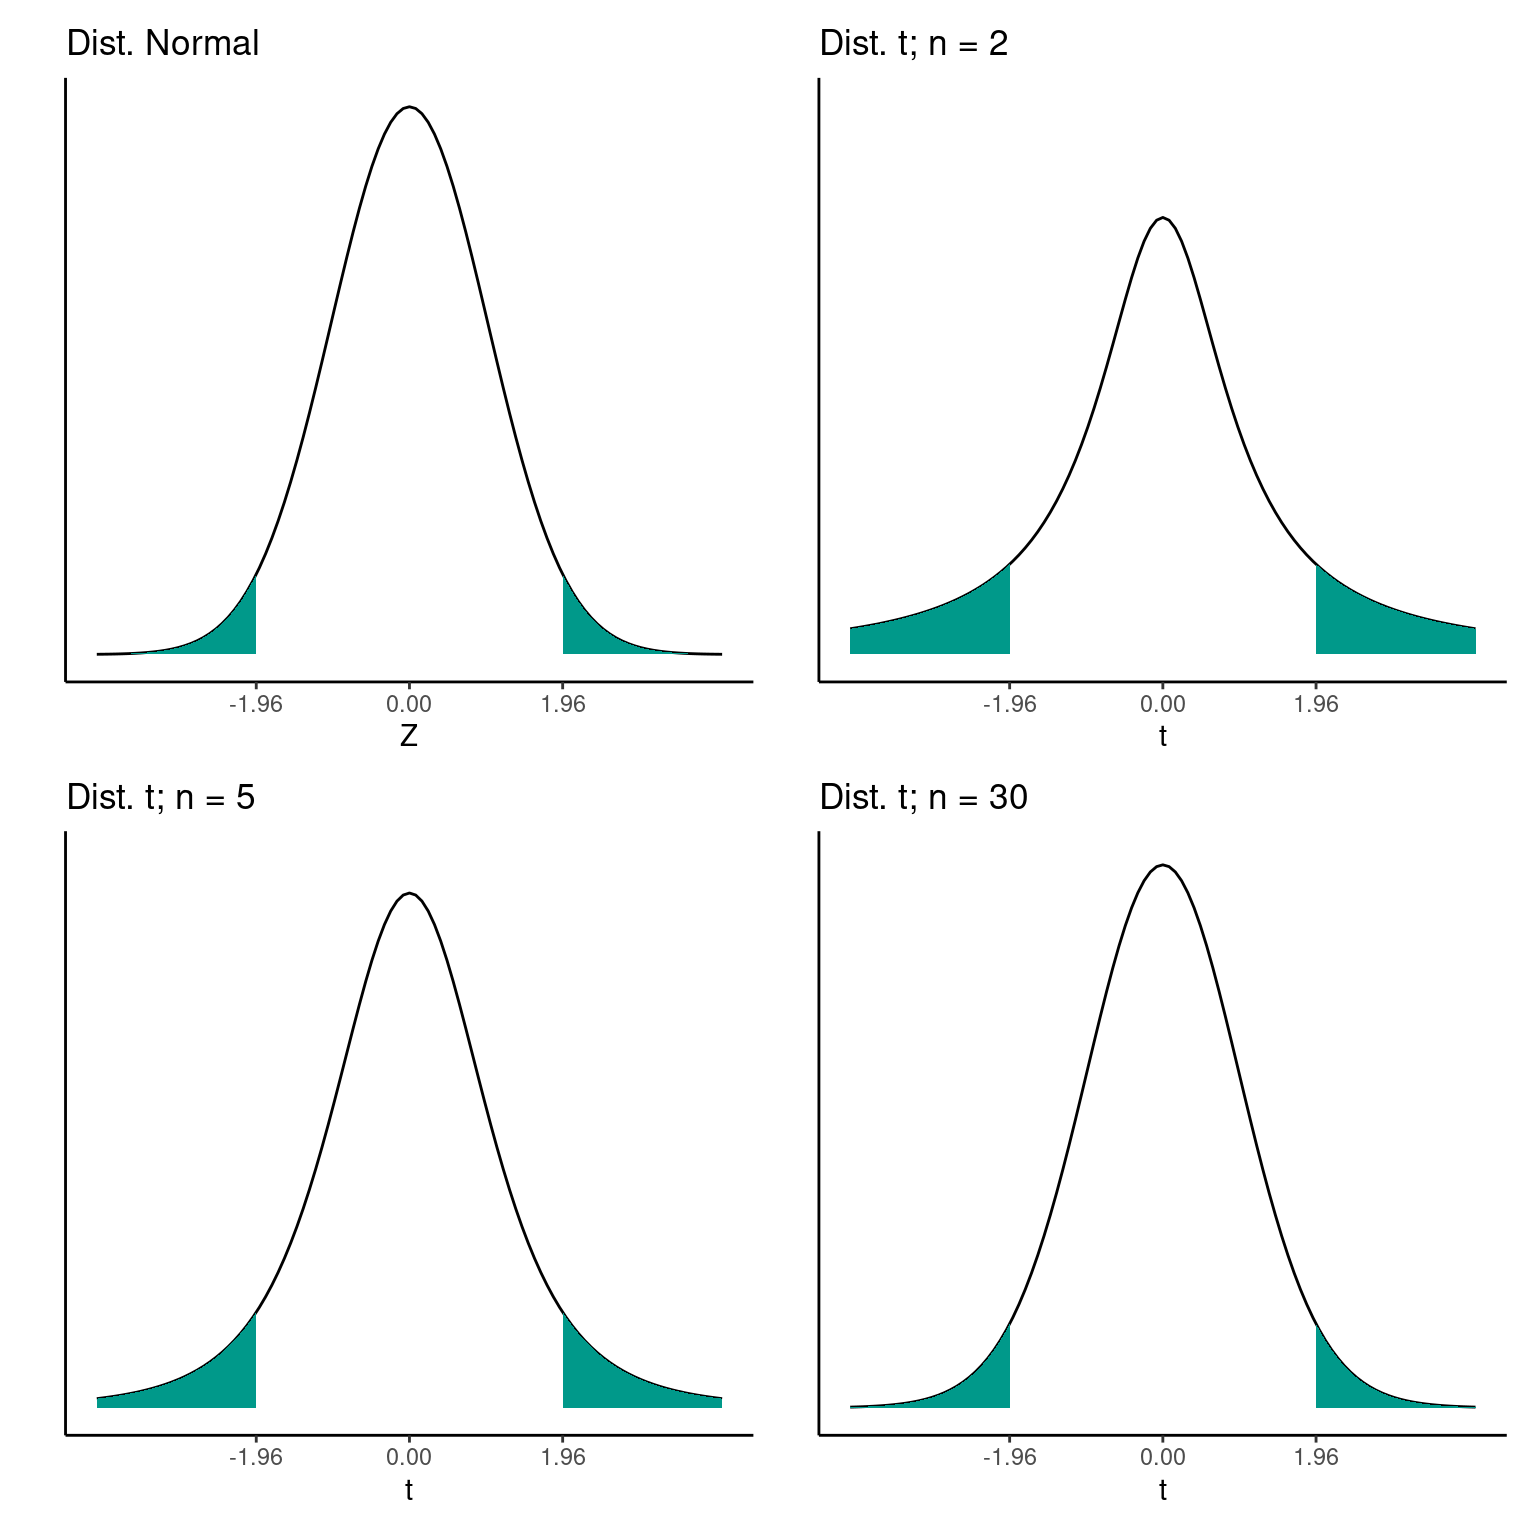 Dist. Normal
-1.96 0.00 1.96
Z
Dist. t; n = 2
-1.96 0.00 1.96
t
Dist. t; n = 5
-1.96 0.00 1.96
t
Dist. t; n = 30
-1.96 0.00 1.96
t